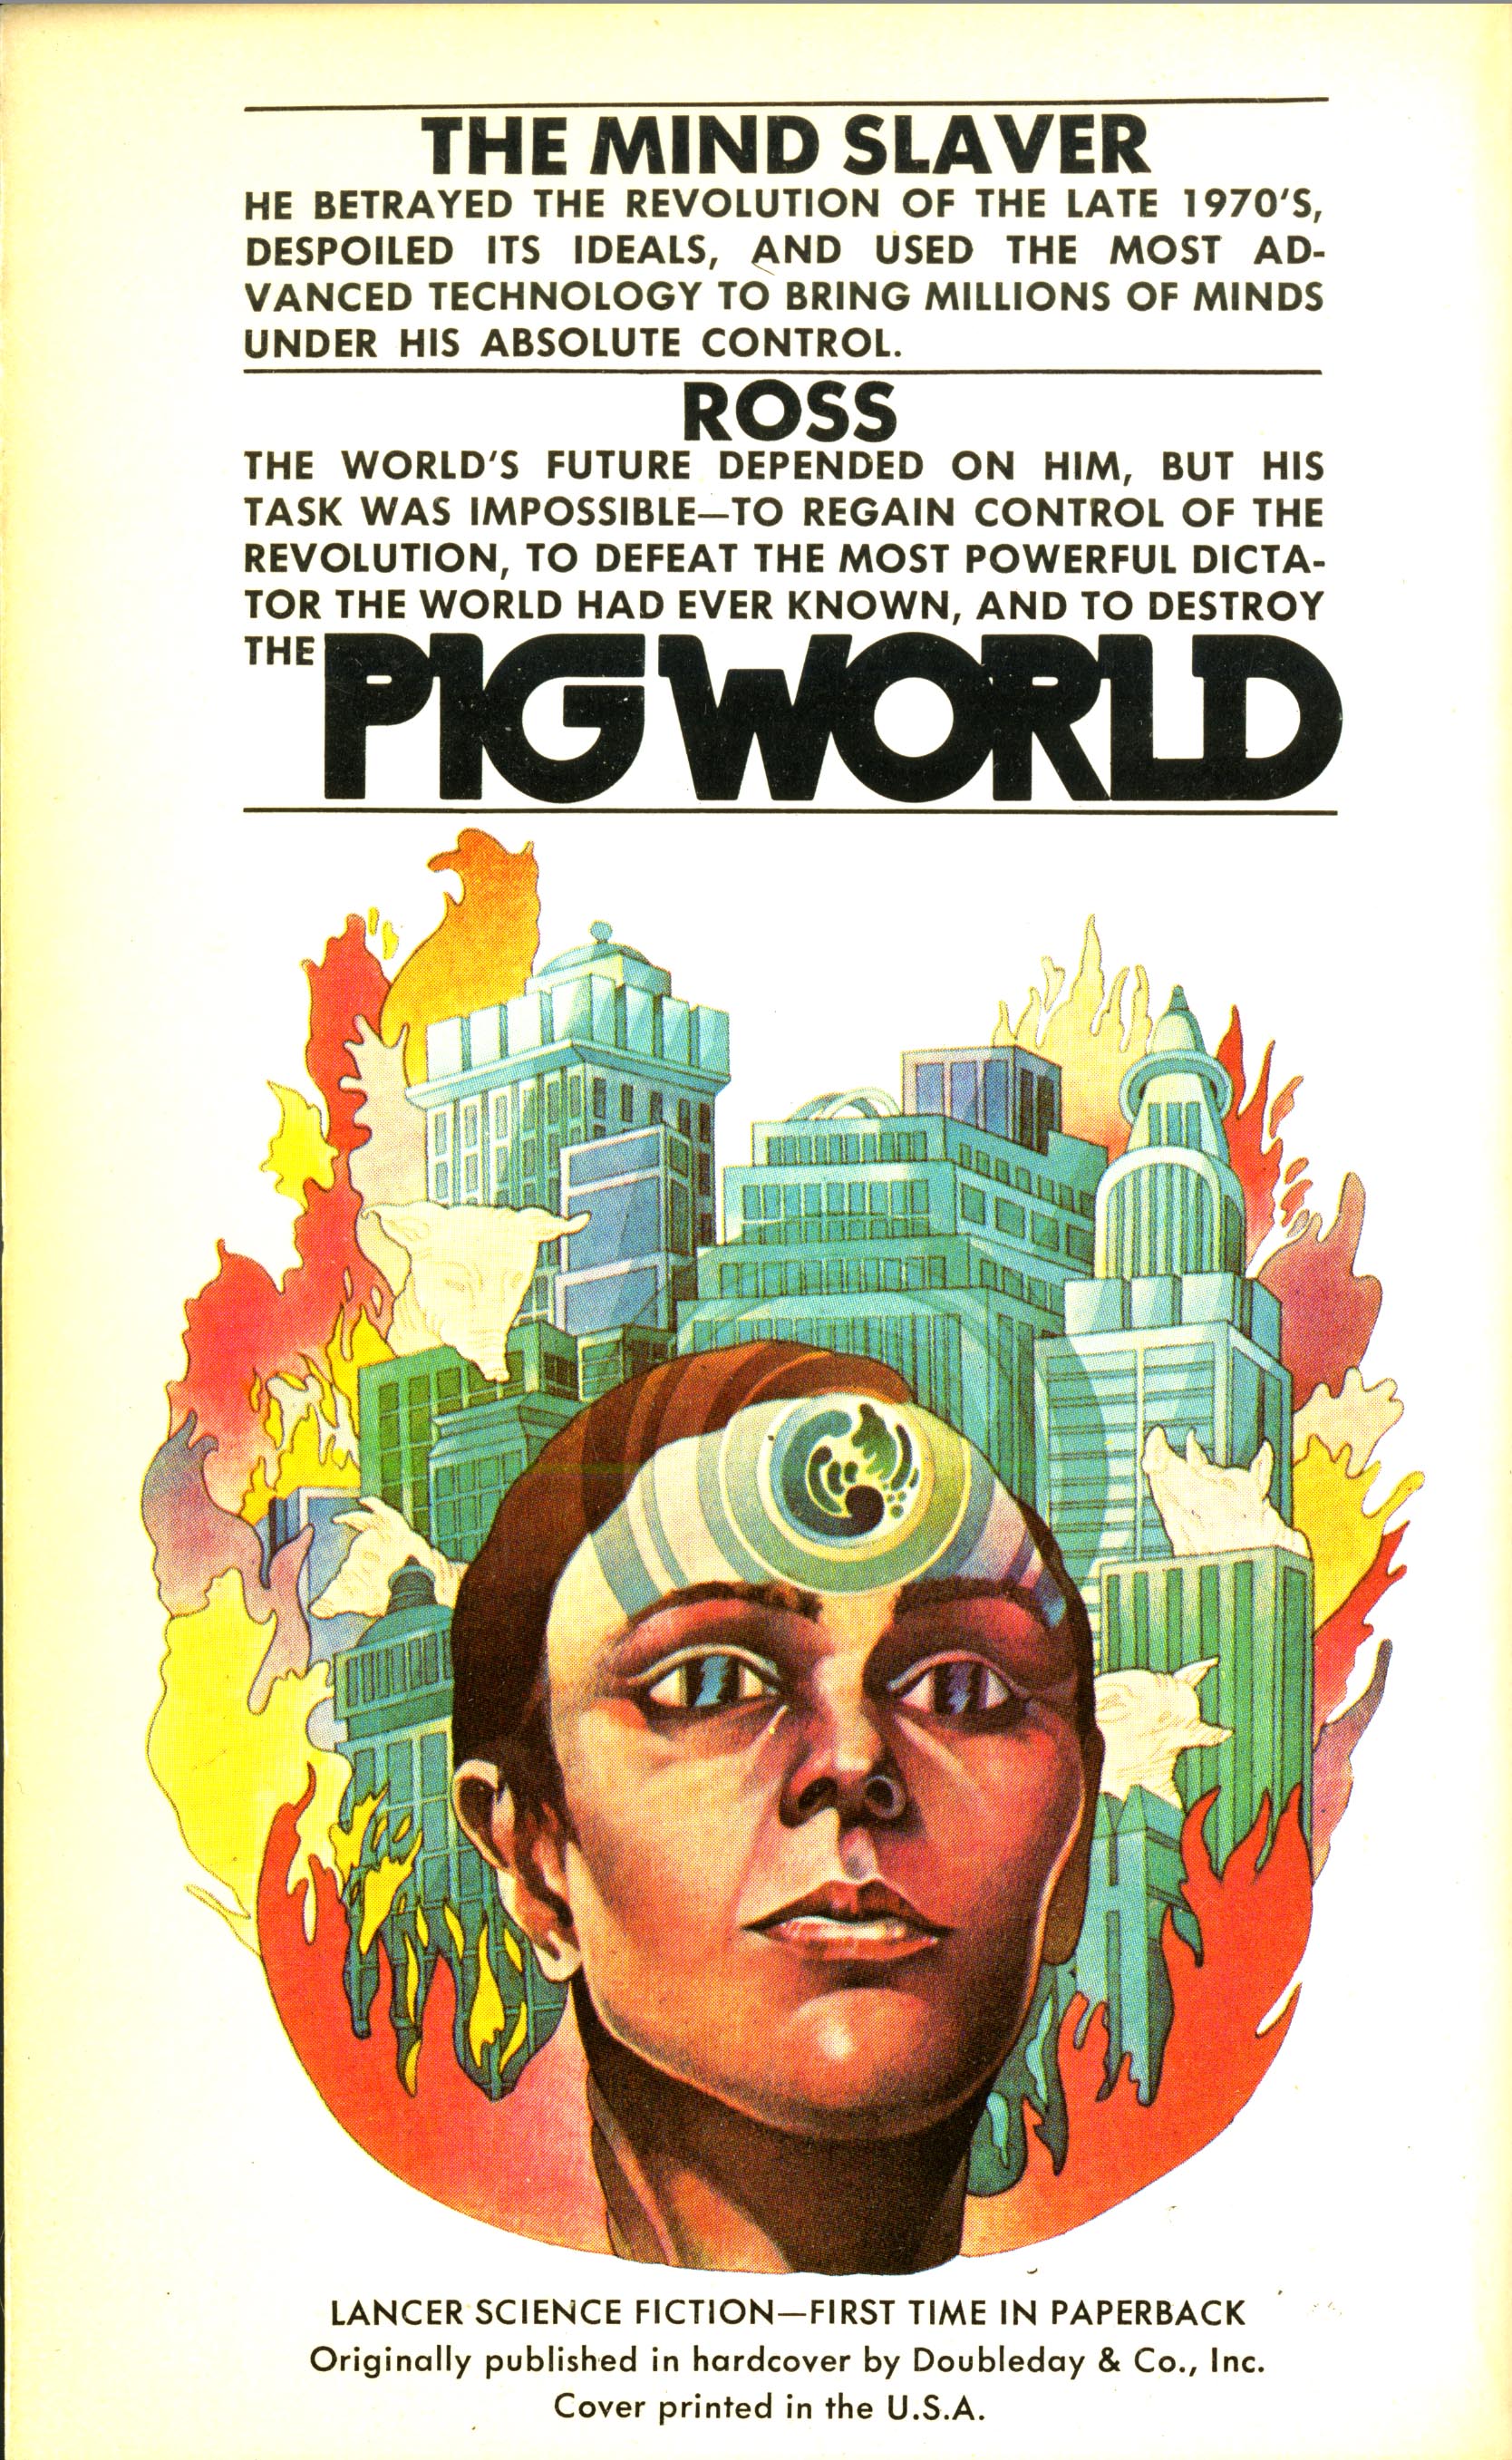 THE MIND SLAVER
HE BETRAYED THE REVOLUTION OF THE LATE 1970'S,
DESPOILED ITS IDEALS, AND USED THE MOST AD-
VANCED TECHNOLOGY TO BRING MILLIONS OF MINDS
UNDER HIS ABSOLUTE CONTROL.
ROSS
THE WORLD'S FUTURE DEPENDED ON HIM, BUT HIS
TASK WAS IMPOSSIBLE—TO REGAIN CONTROL OF THE
REVOLUTION, TO DEFEAT THE MOST POWERFUL DICTA-
TOR THE WORLD HAD EVER KNOWN, AND TO DESTROY
THE PIG WORLD
LANCER SCIENCE FICTION—FIRST TIME IN PAPERBACK
Originally published in hardcover by Doubleday & Co., Inc.
Cover printed in the U.S.A.